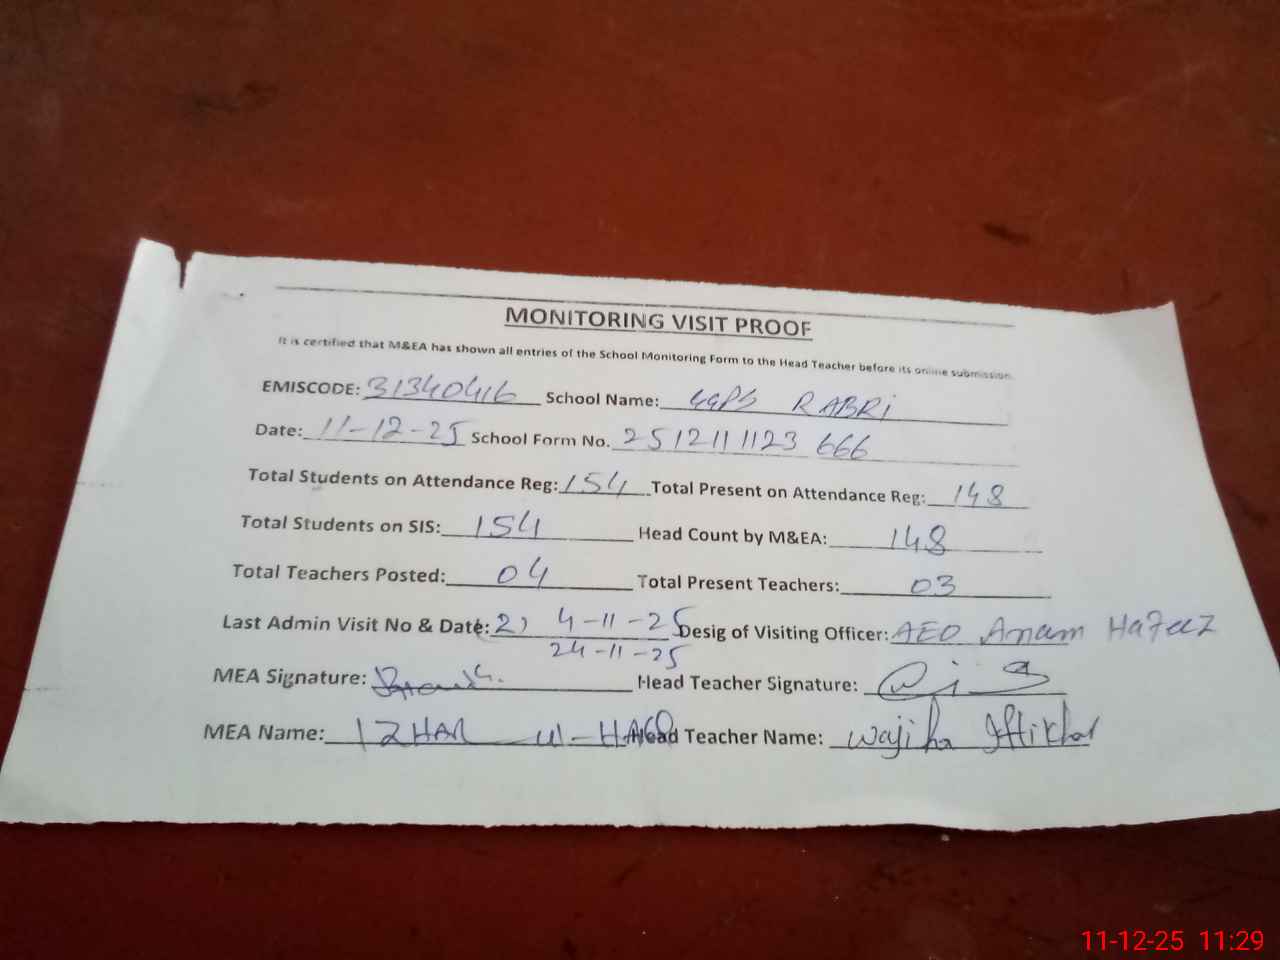 MONITORING VISIT PROOF
It is certified that M&EA has shown all entries of the School Monitoring Form to the Head Teacher before its online submission.
EMISCODE: 31340416 School Name: GGPS RABRI
Date: 11-12-25 School Form No. 2512111123 666
Total Students on Attendance Reg: 154 Total Present on Attendance Reg: 148
Total Students on SIS: 154 Head Count by M&EA: 148
Total Teachers Posted: 04 Total Present Teachers: 03
Last Admin Visit No & Date: 2) 4-11-25 Desig of Visiting Officer: AEO Anam Hafeez
24-11-25
MEA Signature: Head Teacher Signature:
MEA Name: IZHAR ul-HAQ Head Teacher Name: Wajiha Iftikhar
11-12-25 11:29